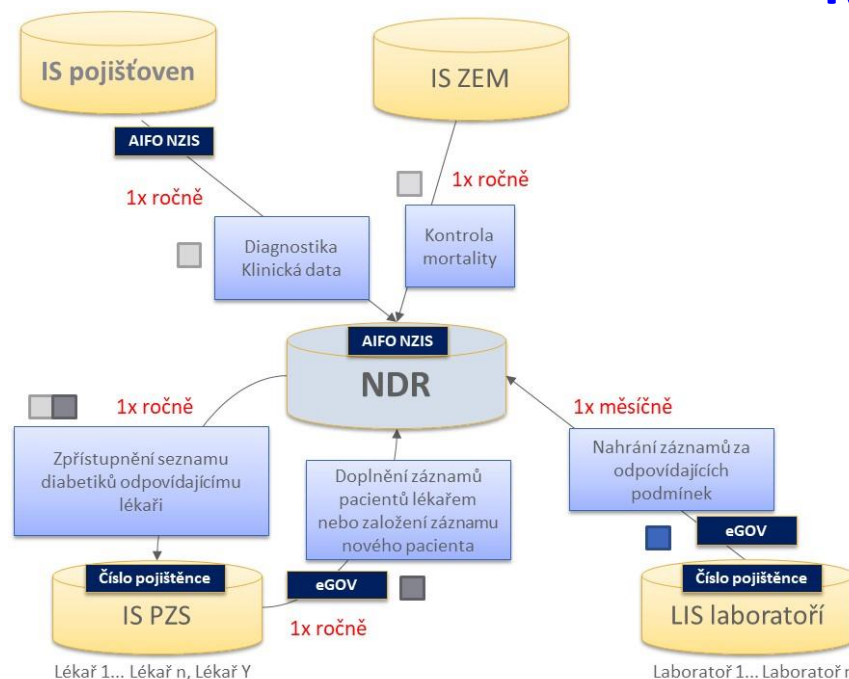 IS pojišťoven
IS ZEM
AIFO NZIS
1x ročně
1x ročně
Diagnostika
Klinická data
Kontrola
mortality
AIFO NZIS
NDR
1x ročně
1x měsíčně
Zpřístupnění seznamu
diabetiků odpovídajícímu
lékaři
Doplnění záznamů
pacientů lékařem
nebo založení záznamu
nového pacienta
Nahrání záznamů za
odpovídajících
podmínek
eGOV
Číslo pojištěnce
IS PZS
eGOV
1x ročně
Číslo pojištěnce
LIS laboratoří
Lékař 1... Lékař n, Lékař Y
Laboratoř 1... Laboratoř n